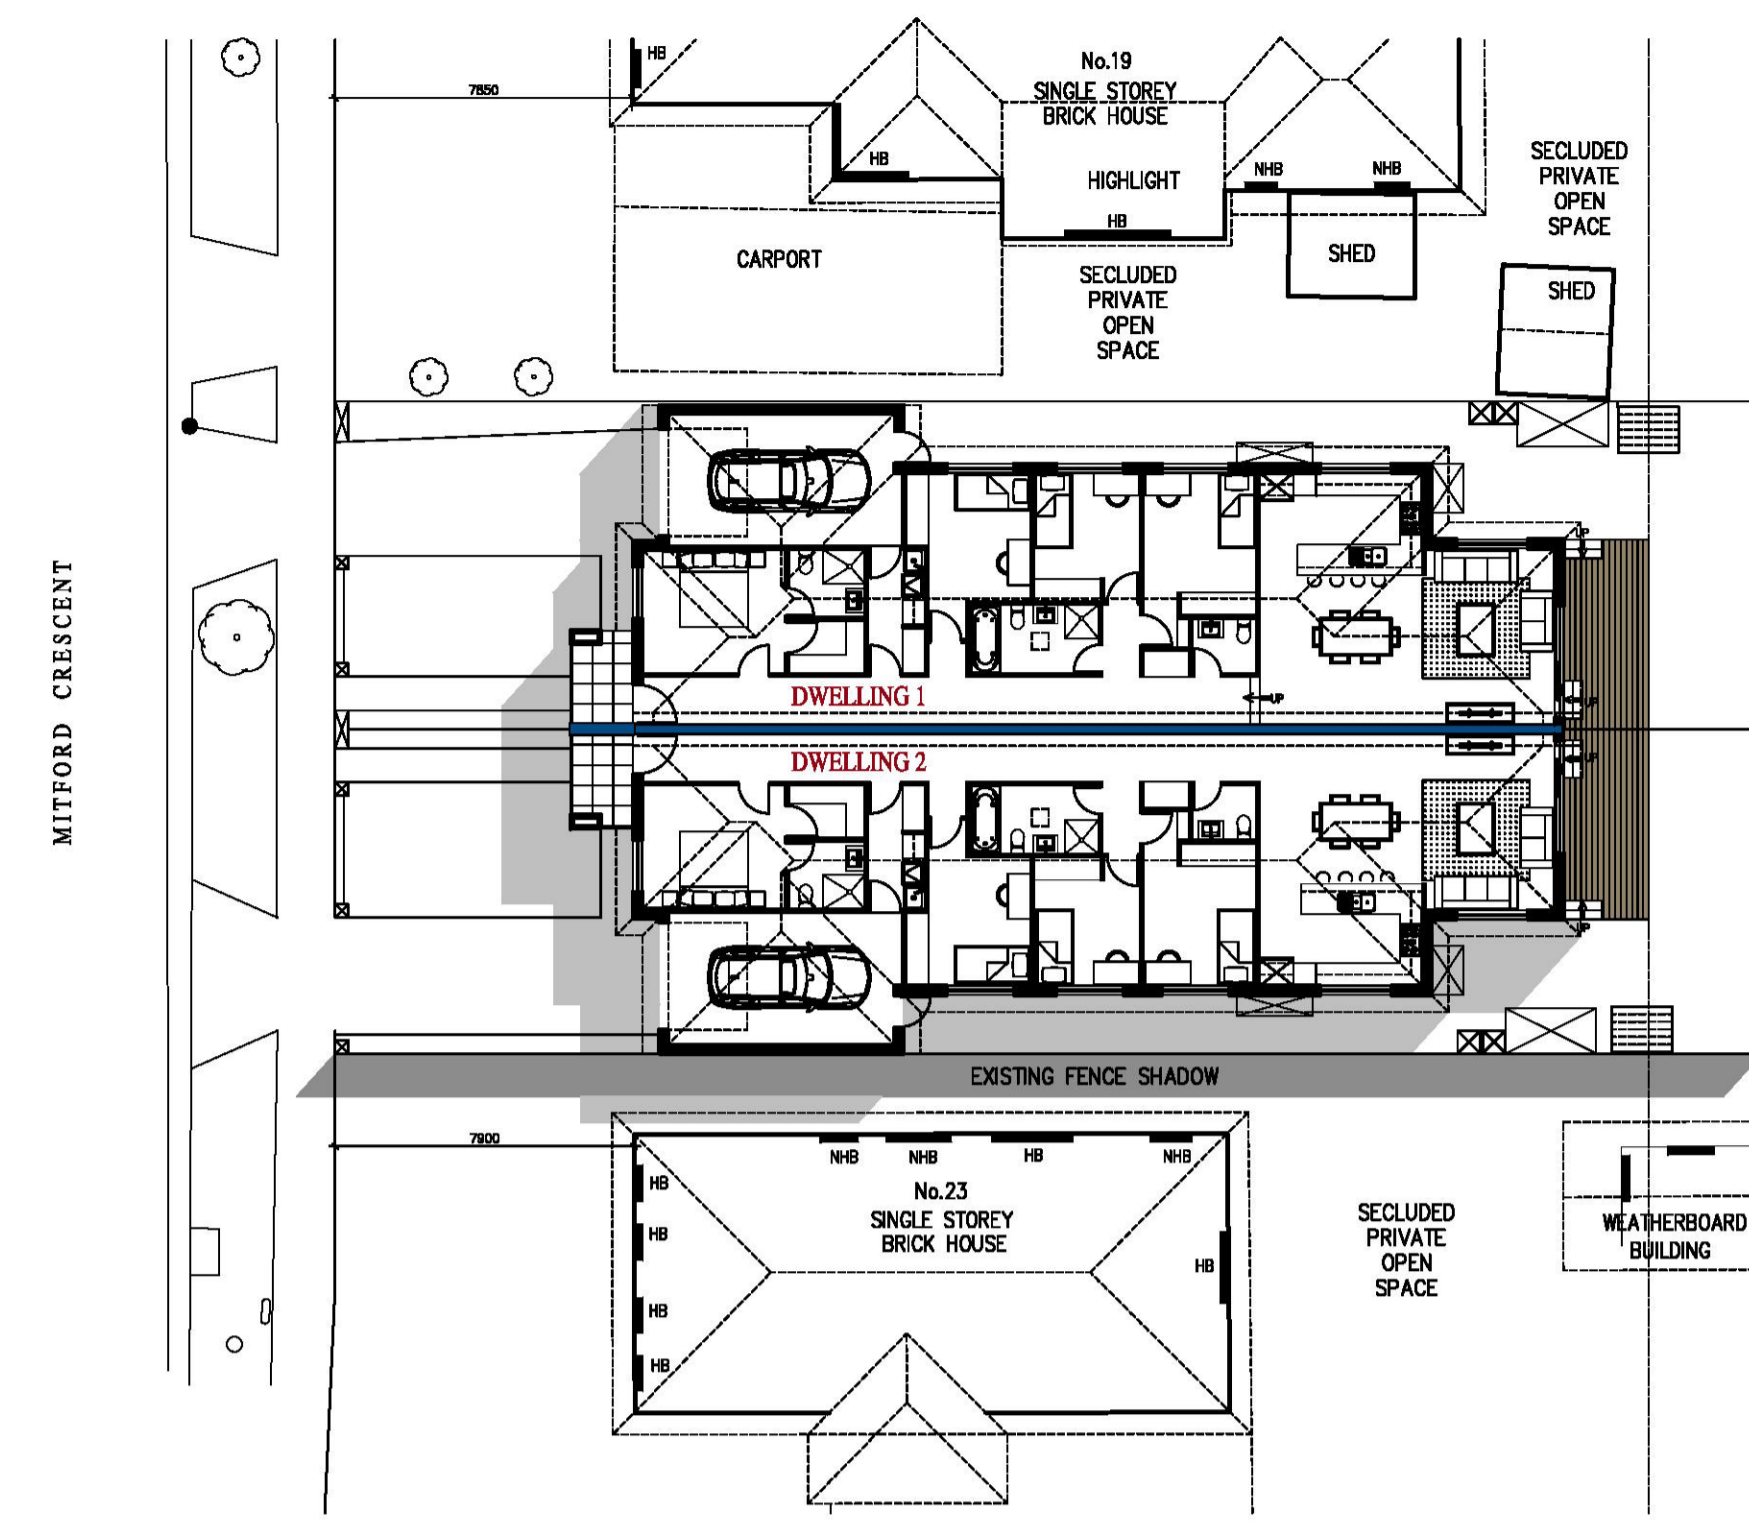 HB
No.19
SINGLE STOREY
BRICK HOUSE
7850
HB
HIGHLIGHT
NHB
NHB
SECLUDED
PRIVATE
OPEN
SPACE
HB
CARPORT
SHED
SECLUDED
PRIVATE
OPEN
SPACE
SHED
UP
MITFORD CRESCENT
DWELLING 1
UP
UP
DWELLING 2
UP
UP
EXISTING FENCE SHADOW
7900
NHB
NHB
HB
NHB
HB
No.23
SINGLE STOREY
BRICK HOUSE
HB
HB
SECLUDED
PRIVATE
OPEN
SPACE
WEATHERBOARD
BUILDING
HB
HB